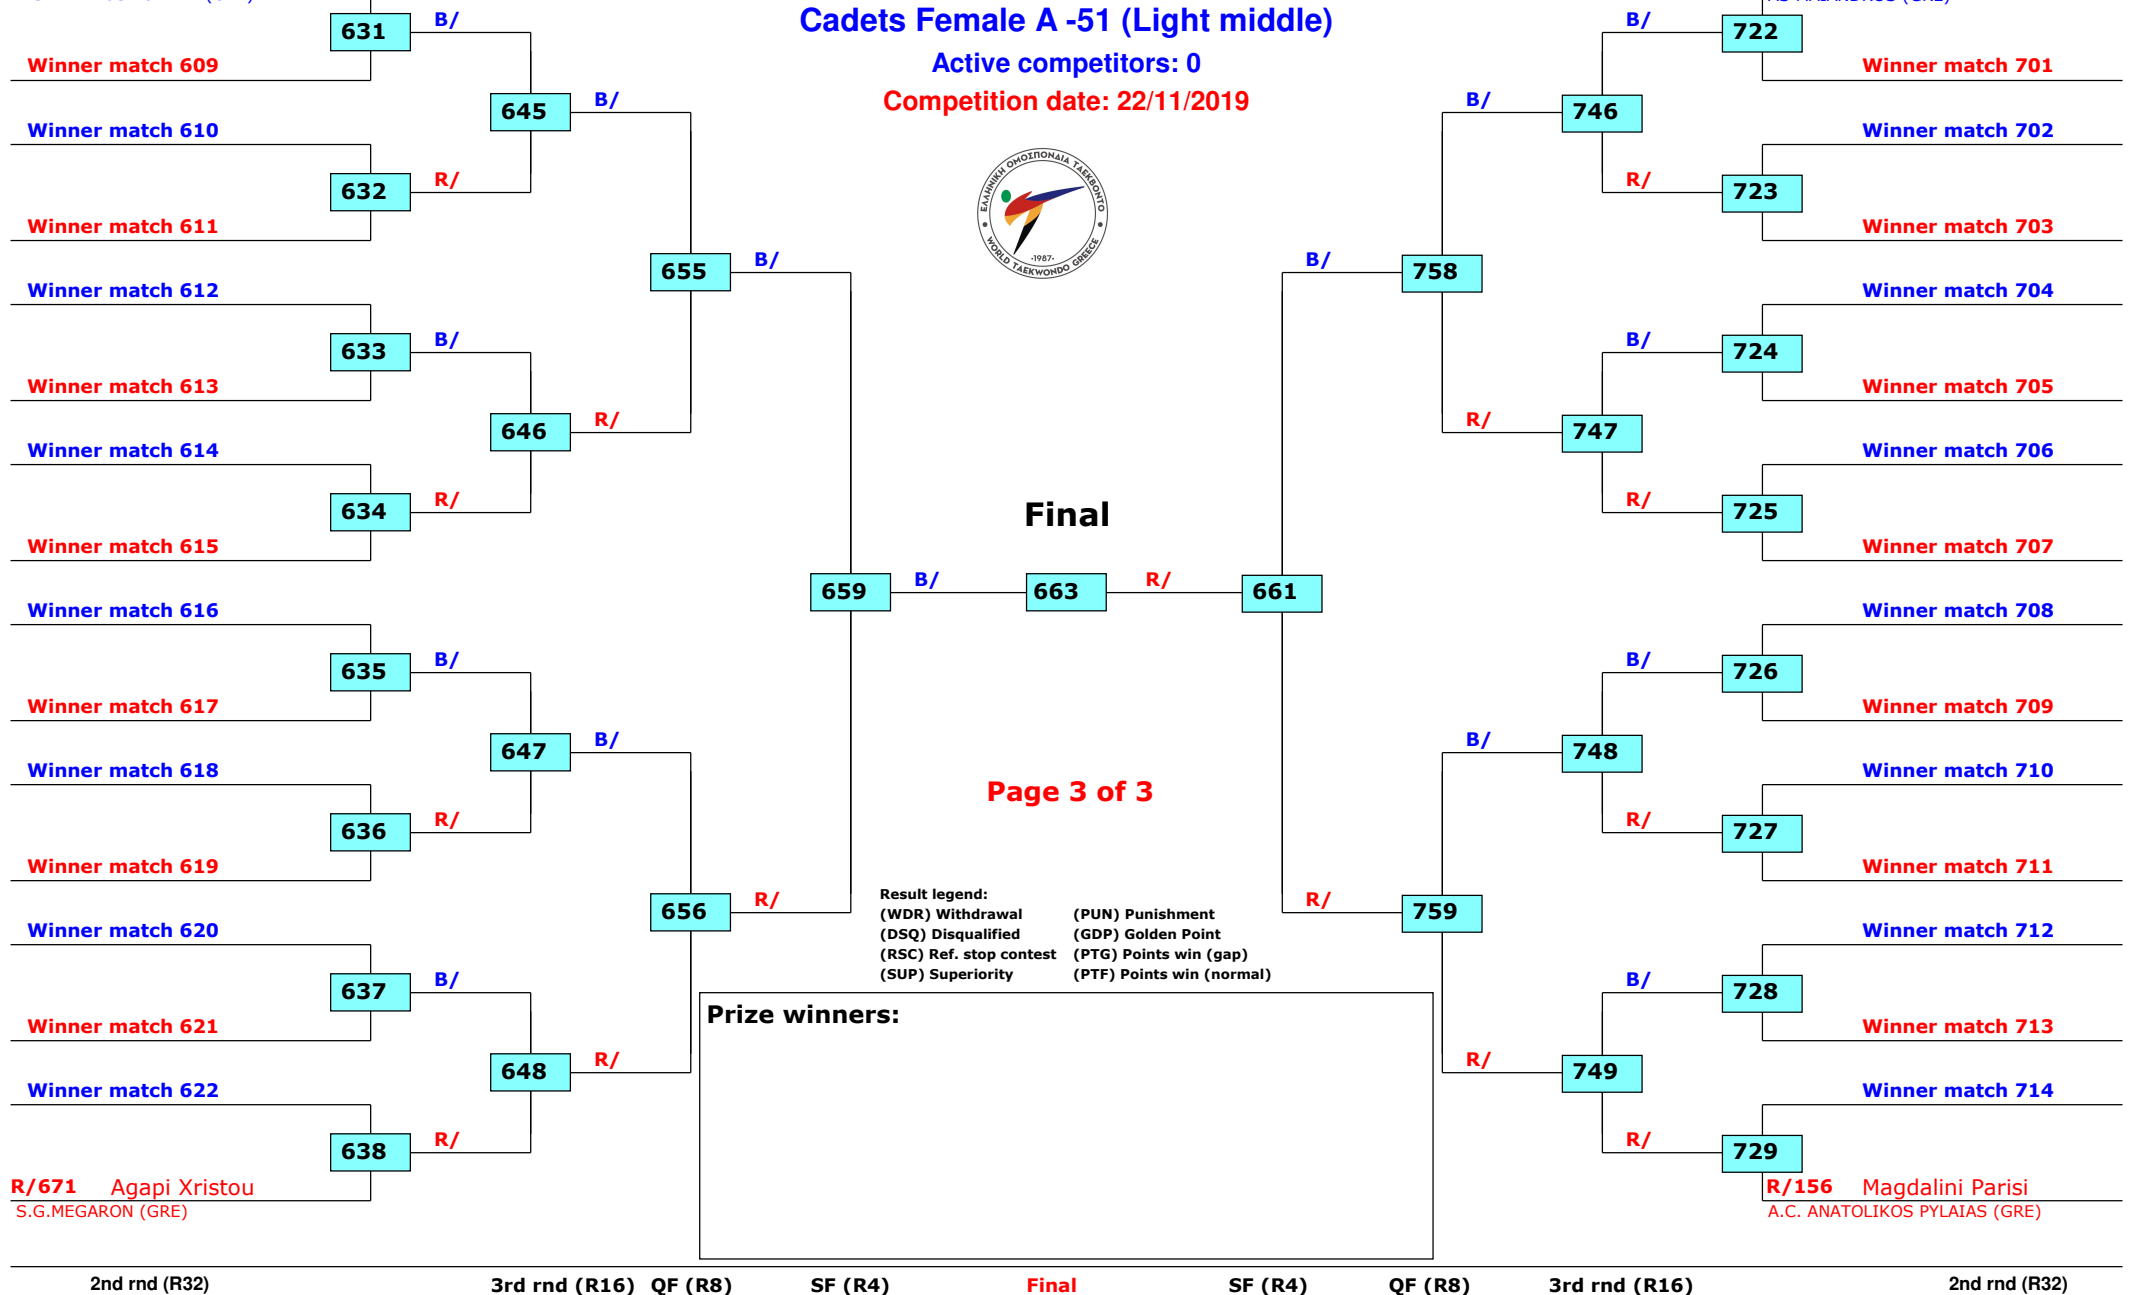 Cadets Female A -51 (Light middle)
Active competitors: 0
Competition date: 22/11/2019
ΕΛΛΗΝΙΚΗ ΟΜΟΣΠΟΝΔΙΑ ΤΑΕΚΒΟΝΤΟ
-1987-
WORLD TAEKWONDO GREECE
631
B/
Winner match 609
645
B/
Winner match 610
632
R/
Winner match 611
655
B/
Winner match 612
633
B/
Winner match 613
646
R/
Winner match 614
634
R/
Winner match 615
659
B/
Winner match 616
635
B/
Winner match 617
647
B/
Winner match 618
636
R/
Winner match 619
656
R/
Winner match 620
637
B/
Winner match 621
648
R/
Winner match 622
638
R/
R/671 Agapi Xristou
S.G.MEGARON (GRE)
Final
663
R/
661
Page 3 of 3
Result legend:
(WDR) Withdrawal (PUN) Punishment
(DSQ) Disqualified (GDP) Golden Point
(RSC) Ref. stop contest (PTG) Points win (gap)
(SUP) Superiority (PTF) Points win (normal)
Prize winners:
B/
722
Winner match 701
B/
746
Winner match 702
R/
723
Winner match 703
B/
758
Winner match 704
B/
724
Winner match 705
R/
747
Winner match 706
R/
725
Winner match 707
Winner match 708
B/
726
Winner match 709
B/
748
Winner match 710
R/
727
Winner match 711
R/
759
Winner match 712
B/
728
Winner match 713
R/
749
Winner match 714
R/
729
R/156 Magdalini Parisi
A.C. ANATOLIKOS PYLAIAS (GRE)
2nd rnd (R32) 3rd rnd (R16) QF (R8) SF (R4) Final SF (R4) QF (R8) 3rd rnd (R16) 2nd rnd (R32)